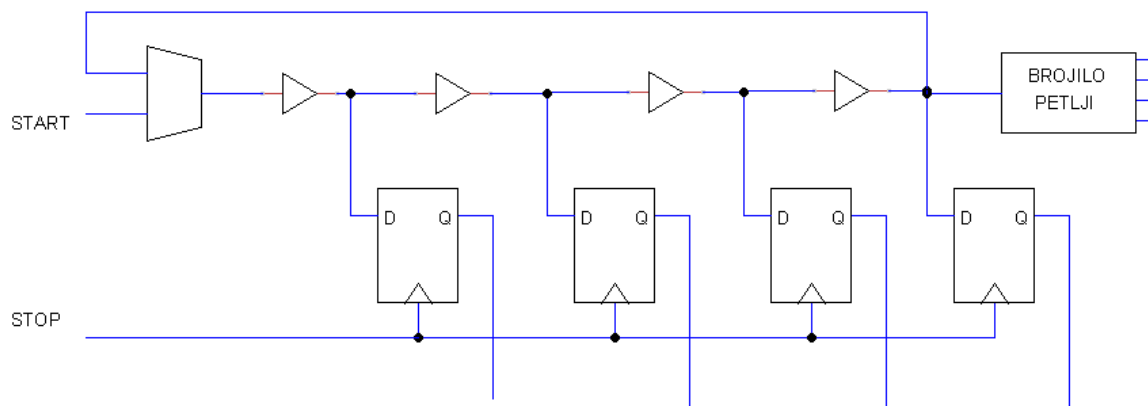 BROJILO
PETLJI
START
D Q D Q D Q D Q
STOP